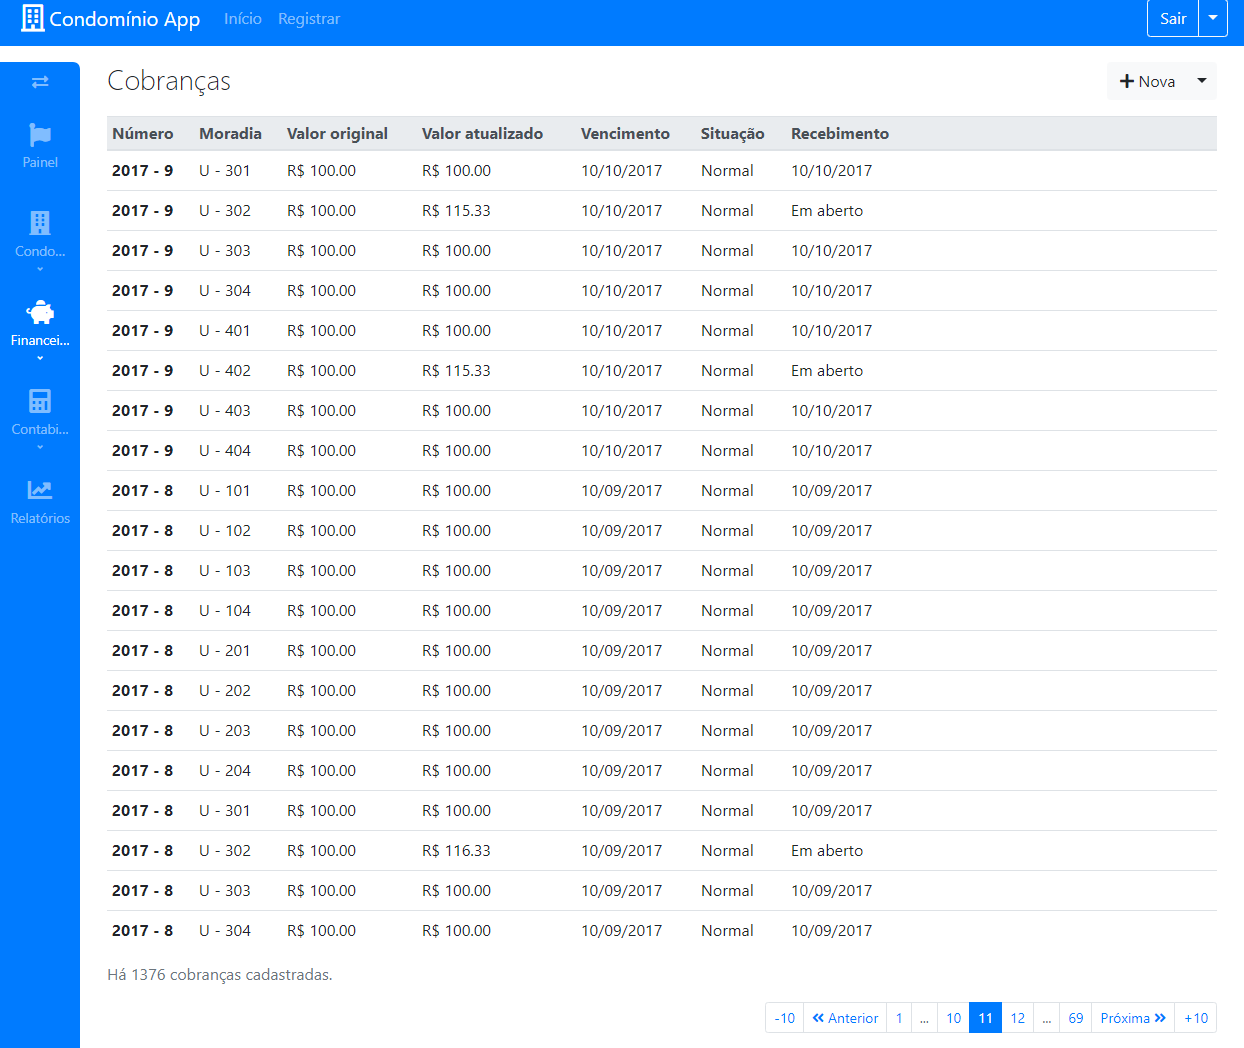 Condomínio App Início Registrar Sair
Cobranças + Nova
Painel
Condo...
Financei...
Contabi...
Relatórios
Número Moradia Valor original Valor atualizado Vencimento Situação Recebimento
2017 - 9 U - 301 R$ 100.00 R$ 100.00 10/10/2017 Normal 10/10/2017
2017 - 9 U - 302 R$ 100.00 R$ 115.33 10/10/2017 Normal Em aberto
2017 - 9 U - 303 R$ 100.00 R$ 100.00 10/10/2017 Normal 10/10/2017
2017 - 9 U - 304 R$ 100.00 R$ 100.00 10/10/2017 Normal 10/10/2017
2017 - 9 U - 401 R$ 100.00 R$ 100.00 10/10/2017 Normal 10/10/2017
2017 - 9 U - 402 R$ 100.00 R$ 115.33 10/10/2017 Normal Em aberto
2017 - 9 U - 403 R$ 100.00 R$ 100.00 10/10/2017 Normal 10/10/2017
2017 - 9 U - 404 R$ 100.00 R$ 100.00 10/10/2017 Normal 10/10/2017
2017 - 8 U - 101 R$ 100.00 R$ 100.00 10/09/2017 Normal 10/09/2017
2017 - 8 U - 102 R$ 100.00 R$ 100.00 10/09/2017 Normal 10/09/2017
2017 - 8 U - 103 R$ 100.00 R$ 100.00 10/09/2017 Normal 10/09/2017
2017 - 8 U - 104 R$ 100.00 R$ 100.00 10/09/2017 Normal 10/09/2017
2017 - 8 U - 201 R$ 100.00 R$ 100.00 10/09/2017 Normal 10/09/2017
2017 - 8 U - 202 R$ 100.00 R$ 100.00 10/09/2017 Normal 10/09/2017
2017 - 8 U - 203 R$ 100.00 R$ 100.00 10/09/2017 Normal 10/09/2017
2017 - 8 U - 204 R$ 100.00 R$ 100.00 10/09/2017 Normal 10/09/2017
2017 - 8 U - 301 R$ 100.00 R$ 100.00 10/09/2017 Normal 10/09/2017
2017 - 8 U - 302 R$ 100.00 R$ 116.33 10/09/2017 Normal Em aberto
2017 - 8 U - 303 R$ 100.00 R$ 100.00 10/09/2017 Normal 10/09/2017
2017 - 8 U - 304 R$ 100.00 R$ 100.00 10/09/2017 Normal 10/09/2017
Há 1376 cobranças cadastradas.
-10 « Anterior 1 ... 10 11 12 ... 69 Próxima » +10